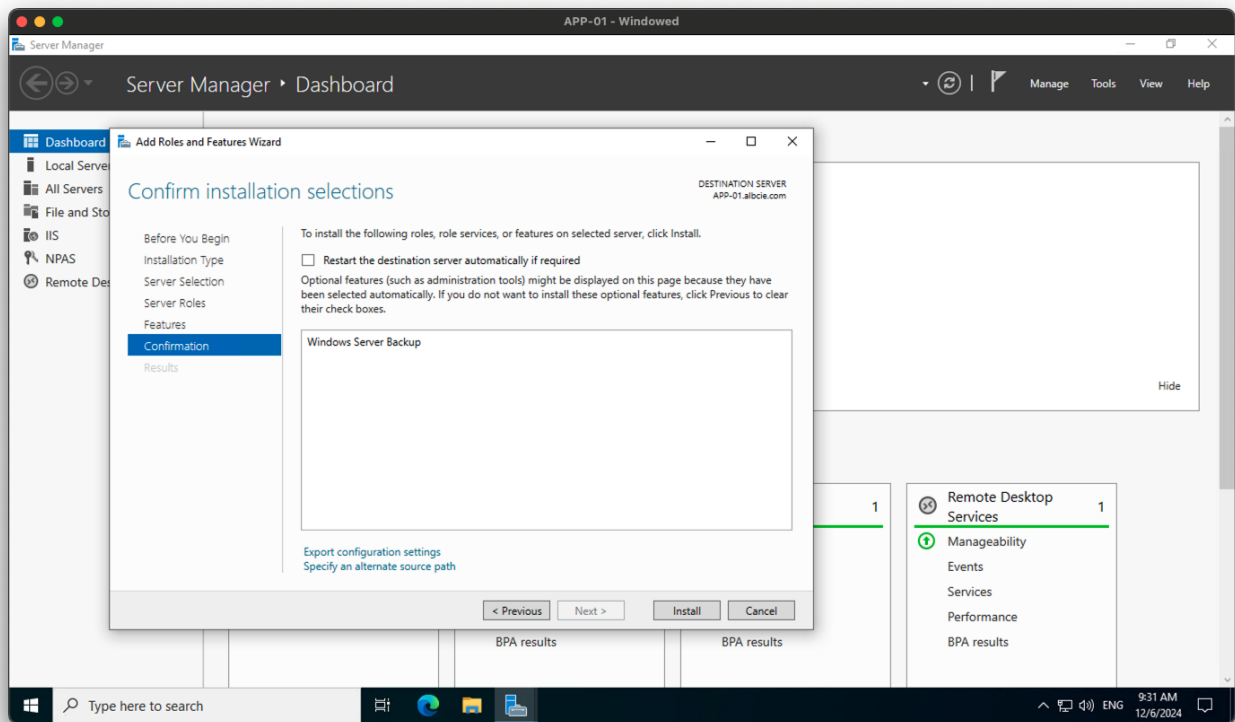 APP-01 - Windowed
Server Manager
Server Manager • Dashboard
Manage Tools View Help
Dashboard
Local Server
All Servers
File and Sto
IIS
NPAS
Remote Des
Add Roles and Features Wizard
Confirm installation selections
DESTINATION SERVER
APP-01.albcie.com
Before You Begin
Installation Type
Server Selection
Server Roles
Features
Confirmation
Results
To install the following roles, role services, or features on selected server, click Install.
Restart the destination server automatically if required
Optional features (such as administration tools) might be displayed on this page because they have
been selected automatically. If you do not want to install these optional features, click Previous to clear
their check boxes.
Windows Server Backup
Export configuration settings
Specify an alternate source path
< Previous Next > Install Cancel
Hide
BPA results
1
BPA results
Remote Desktop
Services
1
Manageability
Events
Services
Performance
BPA results
Type here to search
ENG
9:31 AM
12/6/2024